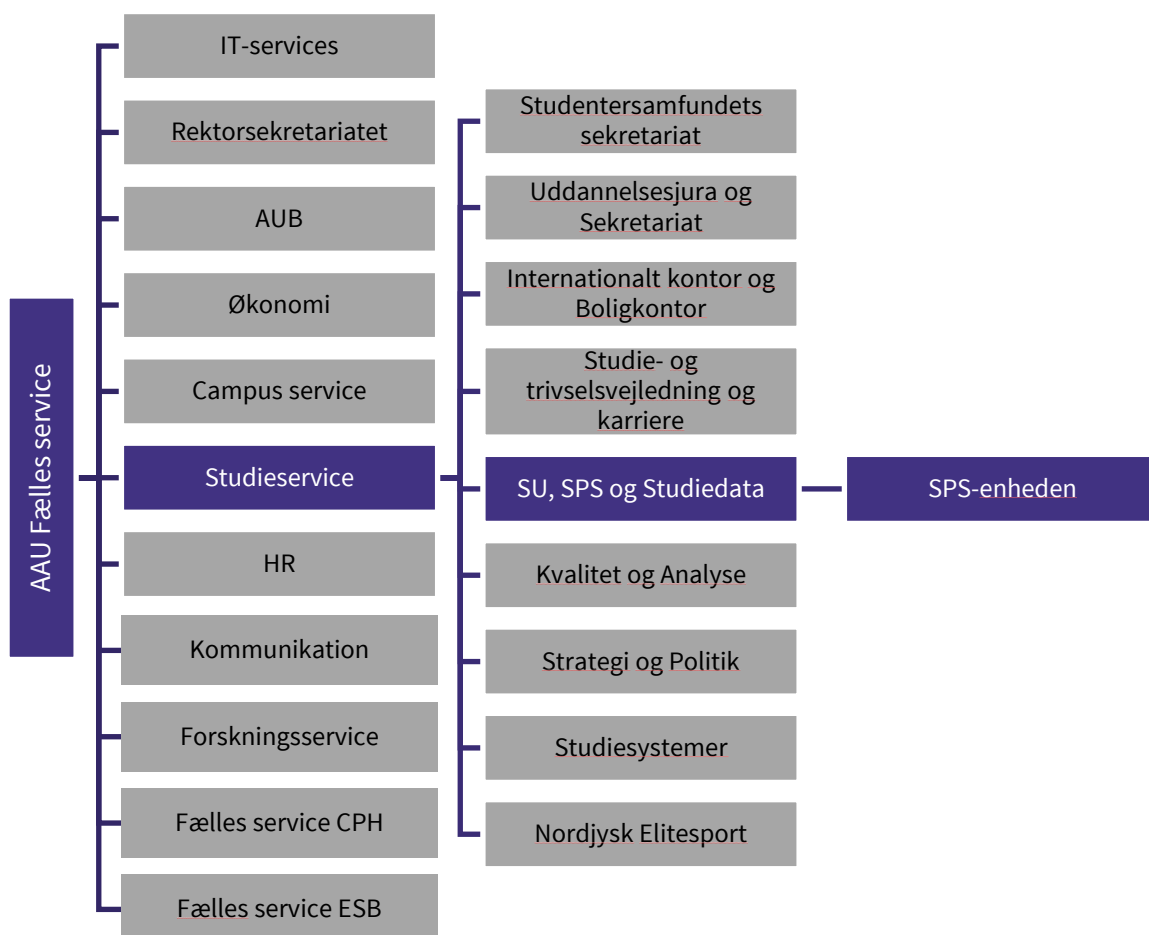 AAU Fælles service
IT-services
Rektorsekretariatet
AUB
Økonomi
Campus service
Studieservice
HR
Kommunikation
Forskningsservice
Fælles service CPH
Fælles service ESB
Studentersamfundets
sekretariat
Uddannelsesjura og
Sekretariat
Internationalt kontor og
Boligkontor
Studie- og
trivselsvejledning og
karriere
SU, SPS og Studiedata
Kvalitet og Analyse
Strategi og Politik
Studiesystemer
Nordjysk Elitesport
SPS-enheden